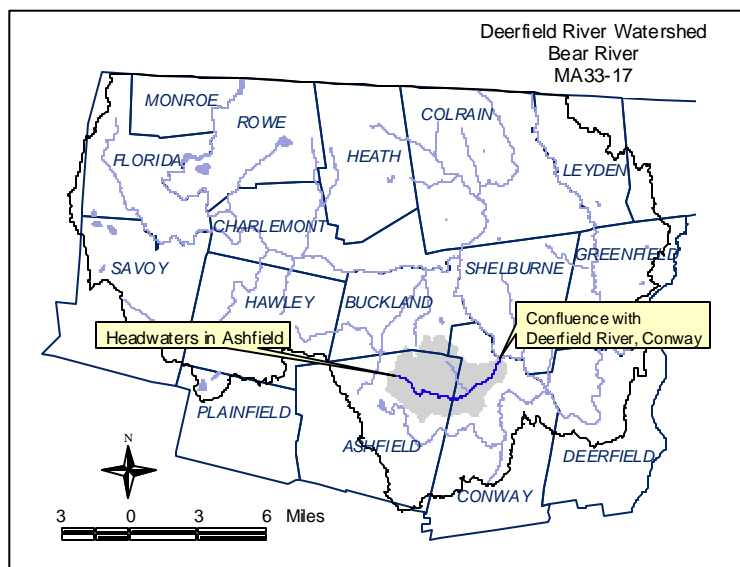 Deerfield River Watershed
Bear River
MA33-17
MONROE
ROWE
COLRAIN
FLORIDA
HEATH
LEYDEN
CHARLEMONT
SAVOY
SHELBURNE
GREENFIELD
HAWLEY
BUCKLAND
Headwaters in Ashfield
Confluence with
Deerfield River, Conway
PLAINFIELD
ASHFIELD
DEERFIELD
CONWAY
N
3 0 3 6 Miles